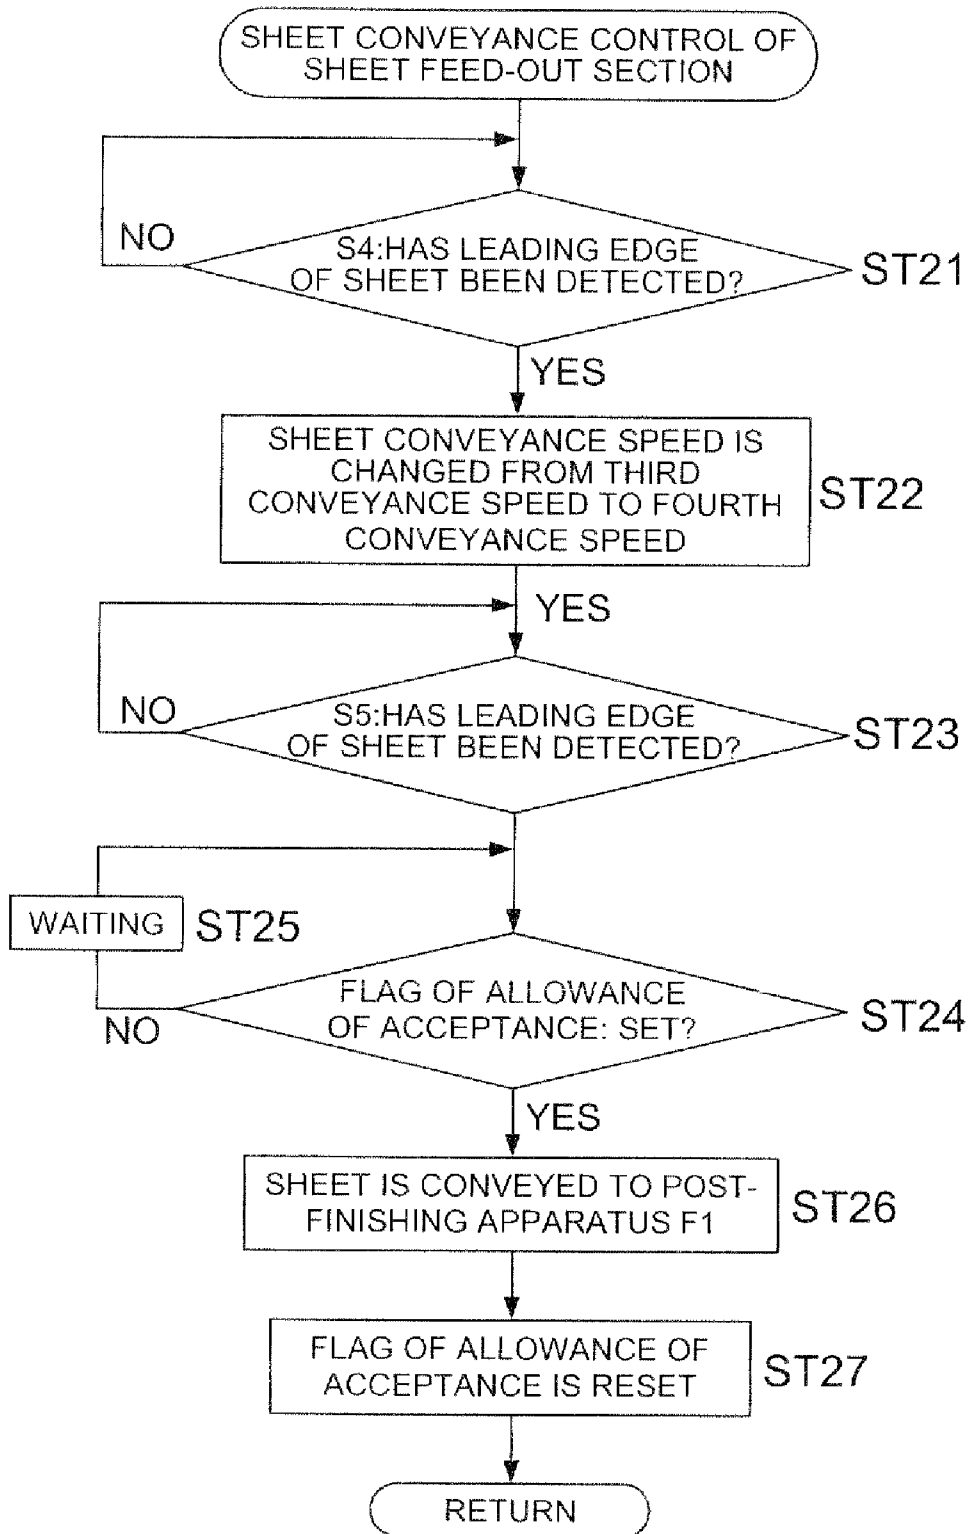 SHEET CONVEYANCE CONTROL OF
SHEET FEED-OUT SECTION
NO
S4:HAS LEADING EDGE
OF SHEET BEEN DETECTED?
ST21
YES
SHEET CONVEYANCE SPEED IS
CHANGED FROM THIRD
CONVEYANCE SPEED TO FOURTH
CONVEYANCE SPEED
ST22
YES
NO
S5:HAS LEADING EDGE
OF SHEET BEEN DETECTED?
ST23
WAITING
ST25
NO
FLAG OF ALLOWANCE
OF ACCEPTANCE: SET?
ST24
YES
SHEET IS CONVEYED TO POST-
FINISHING APPARATUS F1
ST26
FLAG OF ALLOWANCE OF
ACCEPTANCE IS RESET
ST27
RETURN